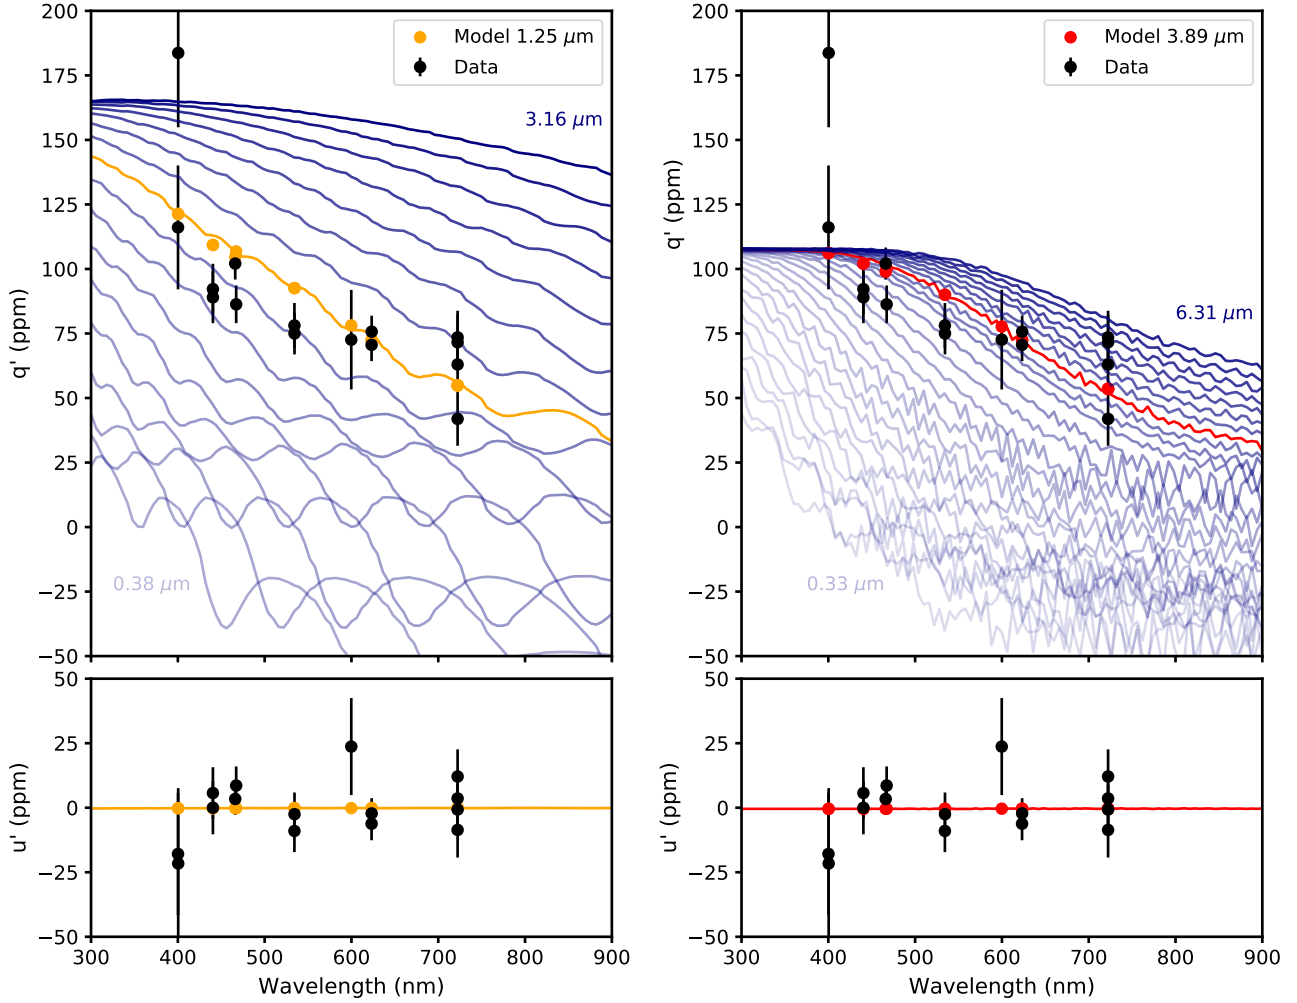 200
175
150
125
100
75
50
25
0
−25
−50
q' (ppm)
Model 1.25 μm
Data
3.16 μm
0.38 μm
200
175
150
125
100
75
50
25
0
−25
−50
q' (ppm)
Model 3.89 μm
Data
6.31 μm
0.33 μm
50
25
0
−25
−50
u' (ppm)
300 400 500 600 700 800 900
Wavelength (nm)
50
25
0
−25
−50
u' (ppm)
300 400 500 600 700 800 900
Wavelength (nm)